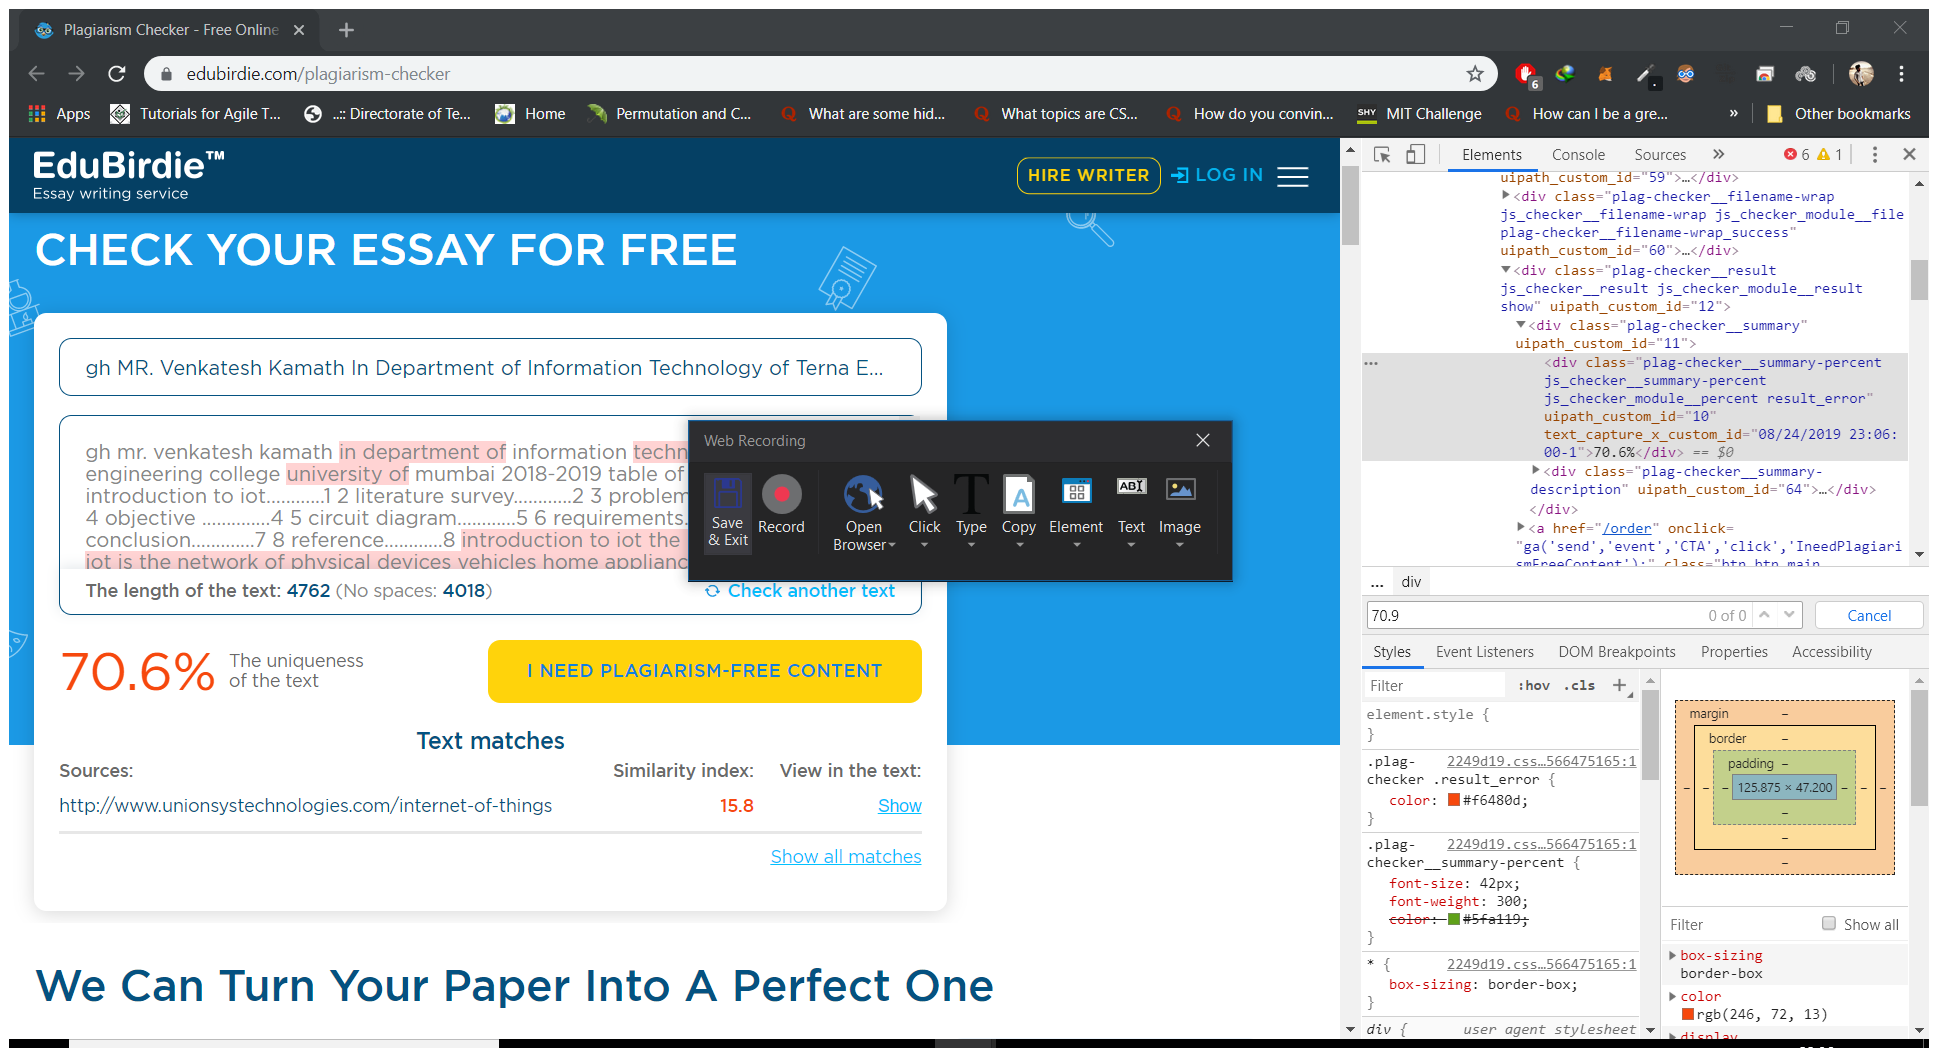 Plagiarism Checker - Free Online
edubirdie.com/plagiarism-checker
6
Apps
Tutorials for Agile T...
..:: Directorate of Te...
Home
Permutation and C...
What are some hid...
What topics are CS...
How do you convin...
SHY
MIT Challenge
How can I be a gre...
»
Other bookmarks
EduBirdie™
Essay writing service
HIRE WRITER
LOG IN
CHECK YOUR ESSAY FOR FREE
gh MR. Venkatesh Kamath In Department of Information Technology of Terna E...
gh mr. venkatesh kamath in department of information techn
engineering college university of mumbai 2018-2019 table of
introduction to iot............1 2 literature survey............2 3 problem
4 objective ..............4 5 circuit diagram............5 6 requirements.
conclusion.............7 8 reference...........8 introduction to iot the
iot is the network of physical devices vehicles home applianc
The length of the text: 4762 (No spaces: 4018)
Check another text
70.6%
The uniqueness
of the text
I NEED PLAGIARISM-FREE CONTENT
Text matches
Sources:
Similarity index:
View in the text:
http://www.unionsystechnologies.com/internet-of-things
15.8
Show
Show all matches
We Can Turn Your Paper Into A Perfect One
Web Recording
Save
& Exit
Record
Open
Browser
Click
Type
Copy
Element
Text
Image
Elements
Console
Sources
»
6
1
uipath_custom_id="59">…</div>
<div class="plag-checker__filename-wrap
js_checker__filename-wrap js_checker_module__file
plag-checker__filename-wrap_success"
uipath_custom_id="60">…</div>
<div class="plag-checker__result
js_checker__result js_checker_module__result
show" uipath_custom_id="12">
<div class="plag-checker__summary"
uipath_custom_id="11">
<div class="plag-checker__summary-percent
js_checker__summary-percent
js_checker_module__percent result_error"
uipath_custom_id="10"
text_capture_x_custom_id="08/24/2019 23:06:
00-1">70.6%</div> == $0
<div class="plag-checker__summary-
description" uipath_custom_id="64">…</div>
</div>
<a href="/order" onclick=
"ga('send','event','CTA','click','IneedPlagiari
smFreeContent');" class="btn btn_main
... div
70.9
0 of 0
Cancel
Styles
Event Listeners
DOM Breakpoints
Properties
Accessibility
Filter
:hov
.cls
+
element.style {
}
.plag-
2249d19.css…566475165:1
checker .result_error {
color: #f6480d;
}
.plag-
2249d19.css…566475165:1
checker__summary-percent {
font-size: 42px;
font-weight: 300;
color: #5fa119;
}
* {
2249d19.css…566475165:1
box-sizing: border-box;
}
div {
user agent stylesheet
margin
border
padding
125.875 × 47.200
Filter
Show all
box-sizing
border-box
color
rgb(246, 72, 13)
display